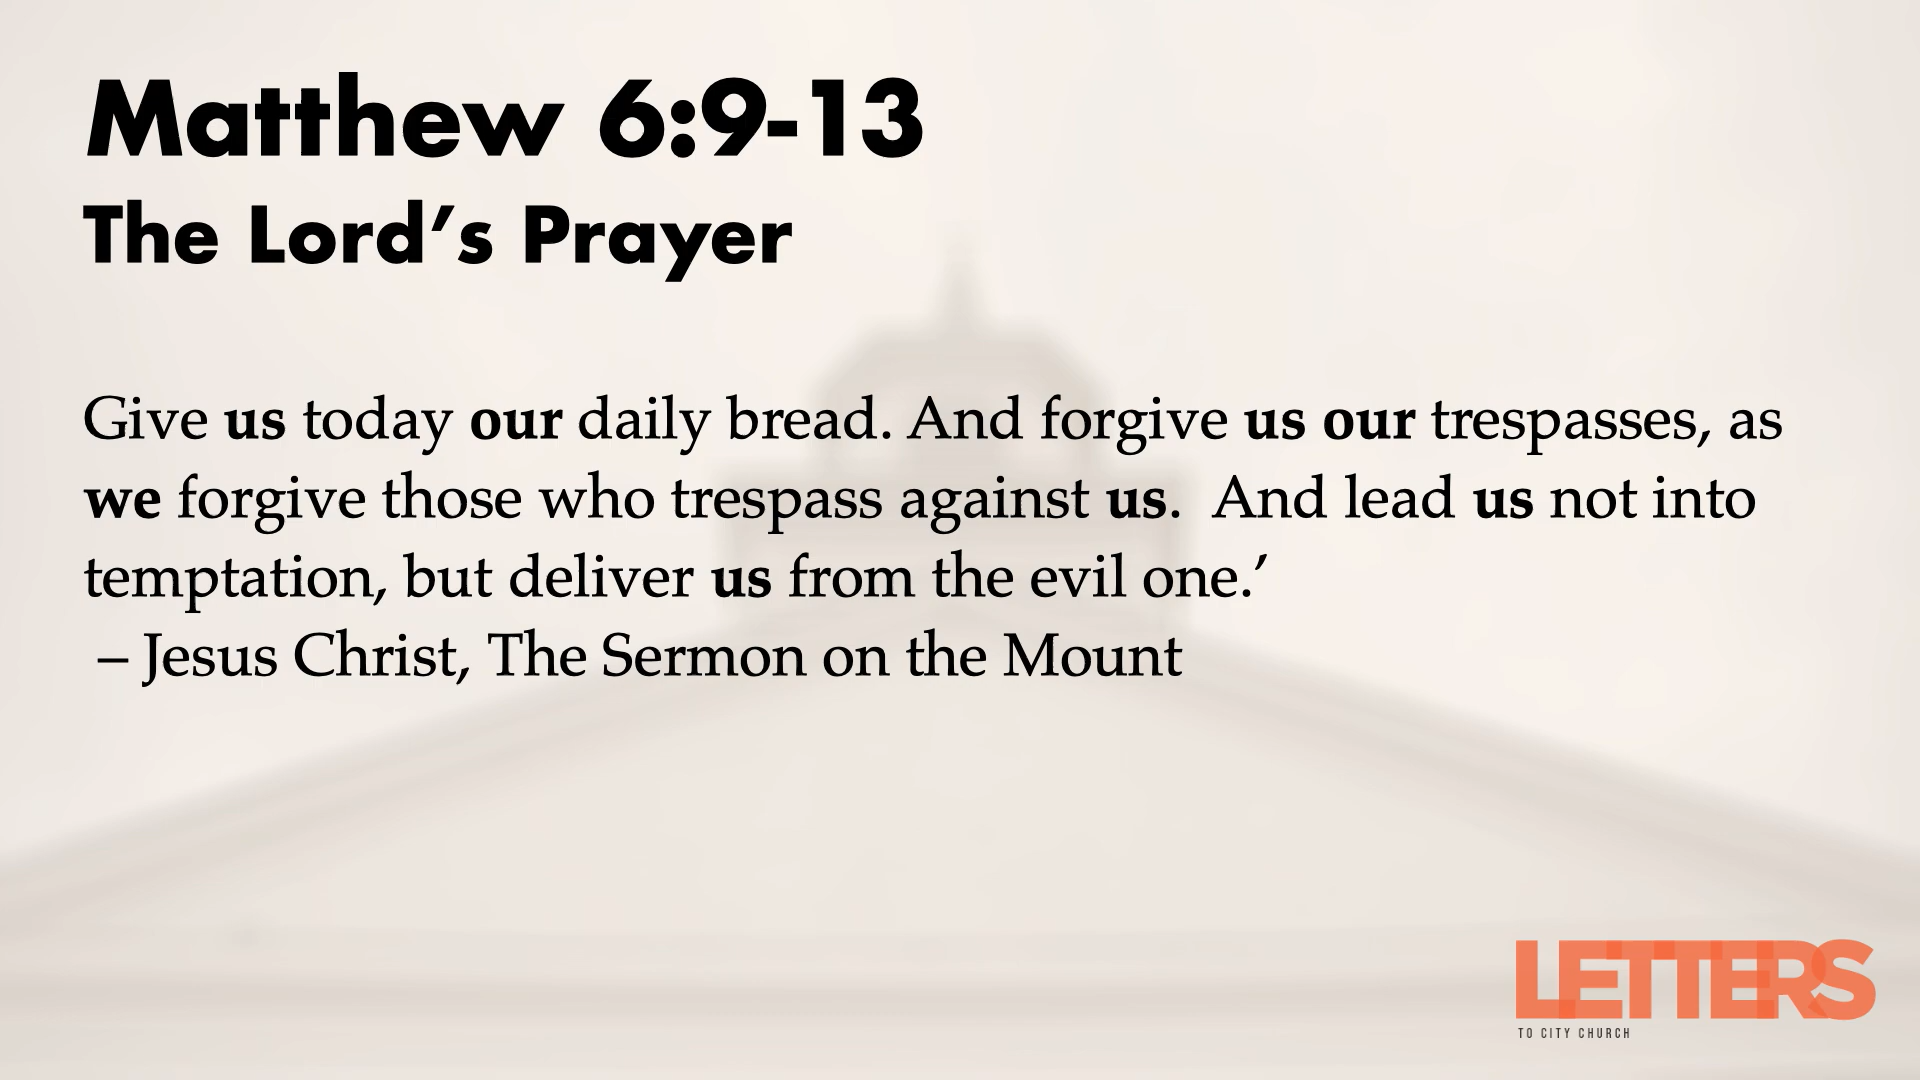 Matthew 6:9-13
The Lord’s Prayer
Give us today our daily bread. And forgive us our trespasses, as
we forgive those who trespass against us.  And lead us not into
temptation, but deliver us from the evil one.’
– Jesus Christ, The Sermon on the Mount
LETTERS
TO CITY CHURCH